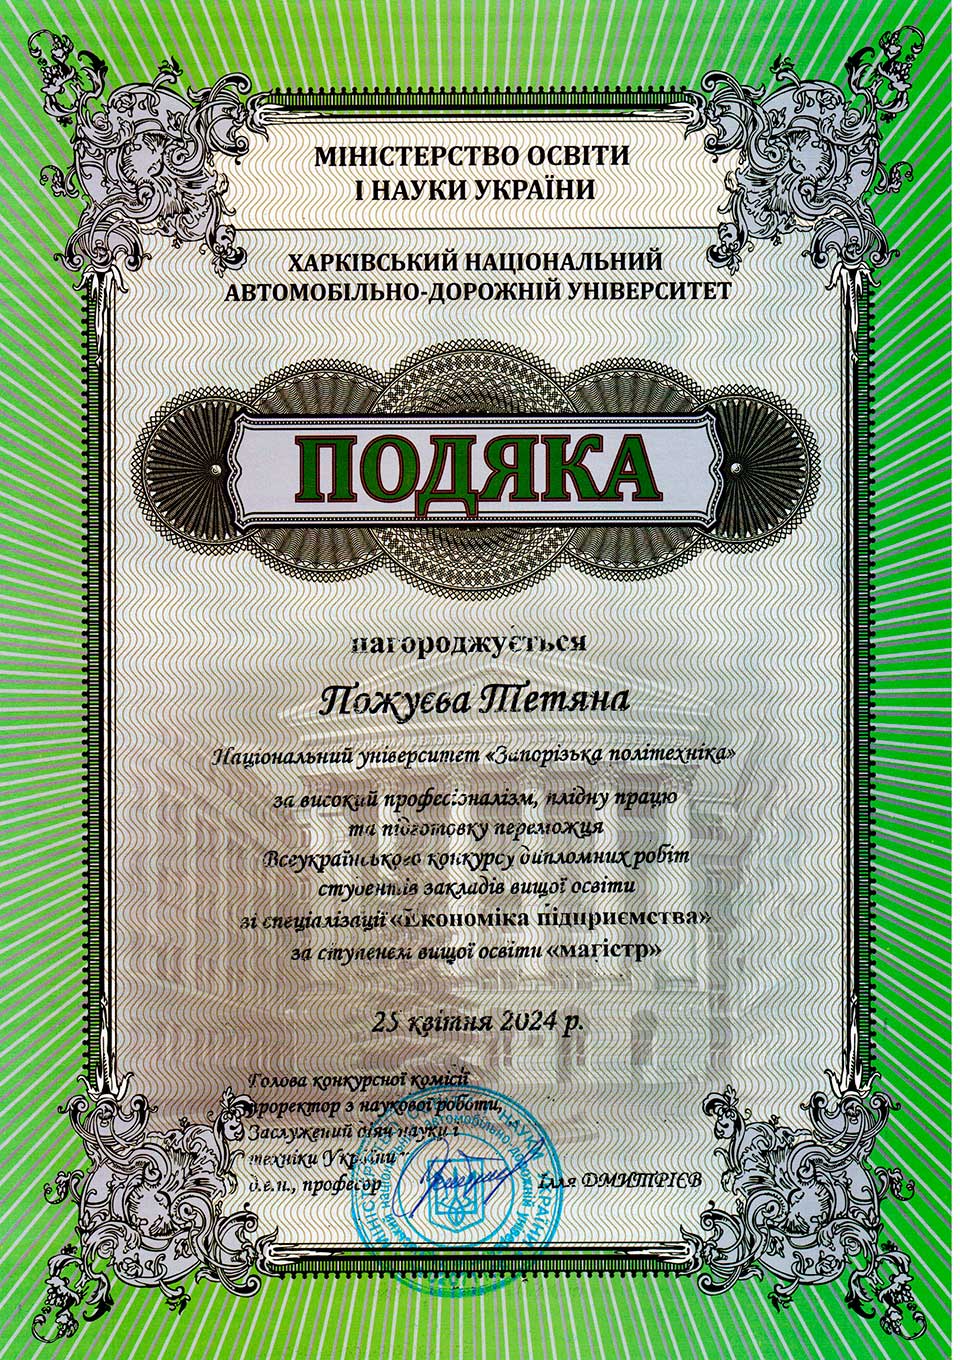 МІНІСТЕРСТВО ОСВІТИ
І НАУКИ УКРАЇНИ
ХАРКІВСЬКИЙ НАЦІОНАЛЬНИЙ
АВТОМОБІЛЬНО-ДОРОЖНІЙ УНІВЕРСИТЕТ
ПОДЯКА
нагороджується
Пожуєва Тетяна
Національний університет «Запорізька політехніка»
за високий професіоналізм, плідну працю
та підготовку переможця
Всеукраїнського конкурсу дипломних робіт
студентів закладів вищої освіти
зі спеціалізації «Економіка підприємства»
за ступенем вищої освіти «магістр»
25 квітня 2024 р.
Голова конкурсної комісії
проректор з наукової роботи,
Заслужений діяч науки і
техніки України
д.е.н., професор
Ілля ДМИТРІЄВ